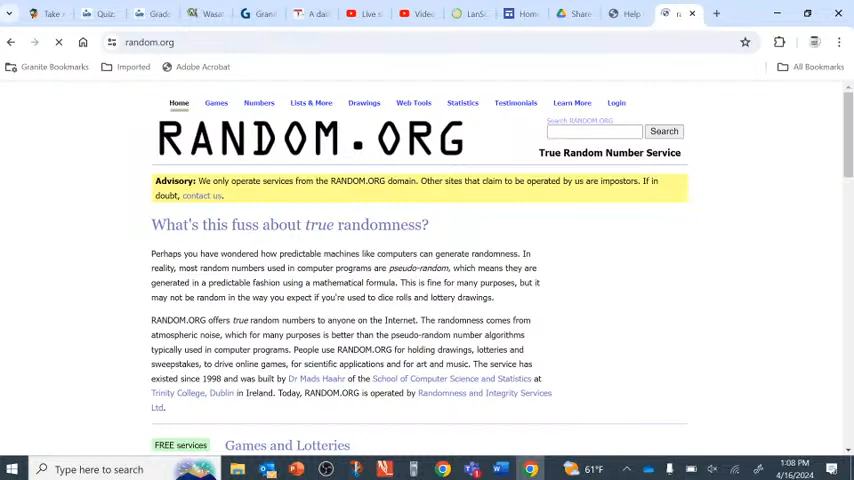 Take r
Quiz:
Grade
Wasat
Grani
A dail
Live s
Video
LanSc
Home
Share
Help
ra
random.org
Granite Bookmarks
Imported
Adobe Acrobat
All Bookmarks
Home Games Numbers Lists & More Drawings Web Tools Statistics Testimonials Learn More Login
Search RANDOM.ORG
RANDOM.ORG
Search
True Random Number Service
Advisory: We only operate services from the RANDOM.ORG domain. Other sites that claim to be operated by us are impostors. If in
doubt, contact us.
What's this fuss about true randomness?
Perhaps you have wondered how predictable machines like computers can generate randomness. In
reality, most random numbers used in computer programs are pseudo-random, which means they are
generated in a predictable fashion using a mathematical formula. This is fine for many purposes, but it
may not be random in the way you expect if you're used to dice rolls and lottery drawings.
RANDOM.ORG offers true random numbers to anyone on the Internet. The randomness comes from
atmospheric noise, which for many purposes is better than the pseudo-random number algorithms
typically used in computer programs. People use RANDOM.ORG for holding drawings, lotteries and
sweepstakes, to drive online games, for scientific applications and for art and music. The service has
existed since 1998 and was built by Dr Mads Haahr of the School of Computer Science and Statistics at
Trinity College, Dublin in Ireland. Today, RANDOM.ORG is operated by Randomness and Integrity Services
Ltd.
FREE services
Games and Lotteries
Type here to search
61°F
1:08 PM
4/16/2024